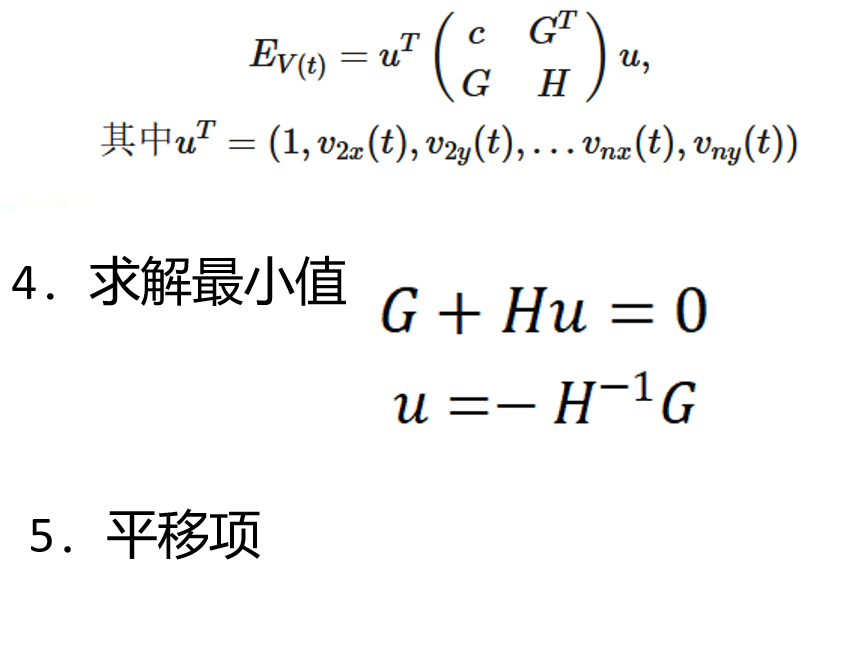 E_{V(t)} = u^T \begin{pmatrix} c & G^T \\ G & H \end{pmatrix} u,
其中u^T = (1, v_{2x}(t), v_{2y}(t), … v_{nx}(t), v_{ny}(t))
4. 求解最小值
G + Hu = 0
u =− H^{−1}G
5. 平移项